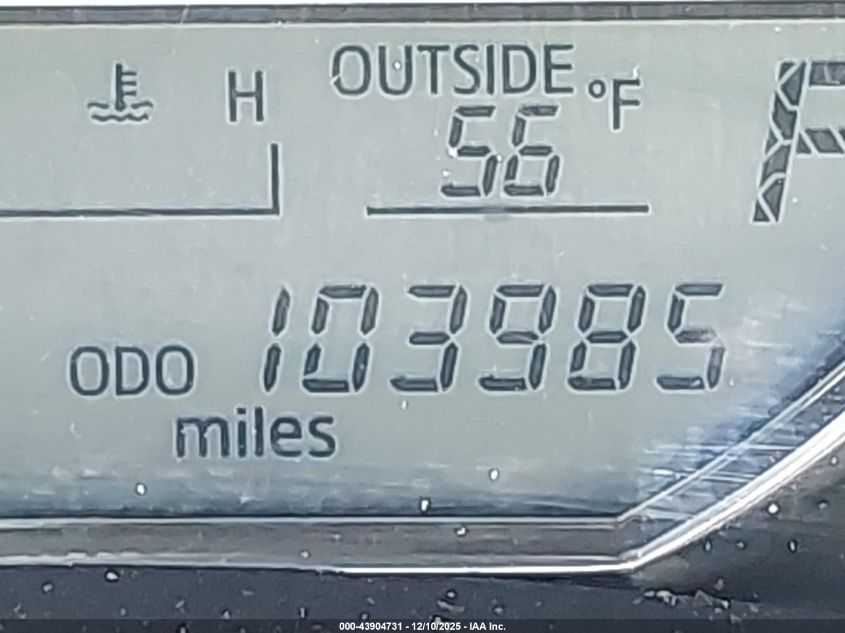 H
OUTSIDE
56 °F
P
ODO 103985
miles
000-43904731 - 12/10/2025 - IAA Inc.